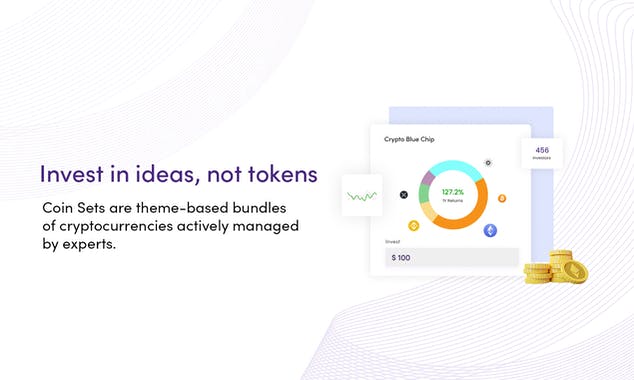 Invest in ideas, not tokens
Coin Sets are theme-based bundles
of cryptocurrencies actively managed
by experts.
Crypto Blue Chip
456
Investors
127.2%
1Y Returns
Invest
$ 100